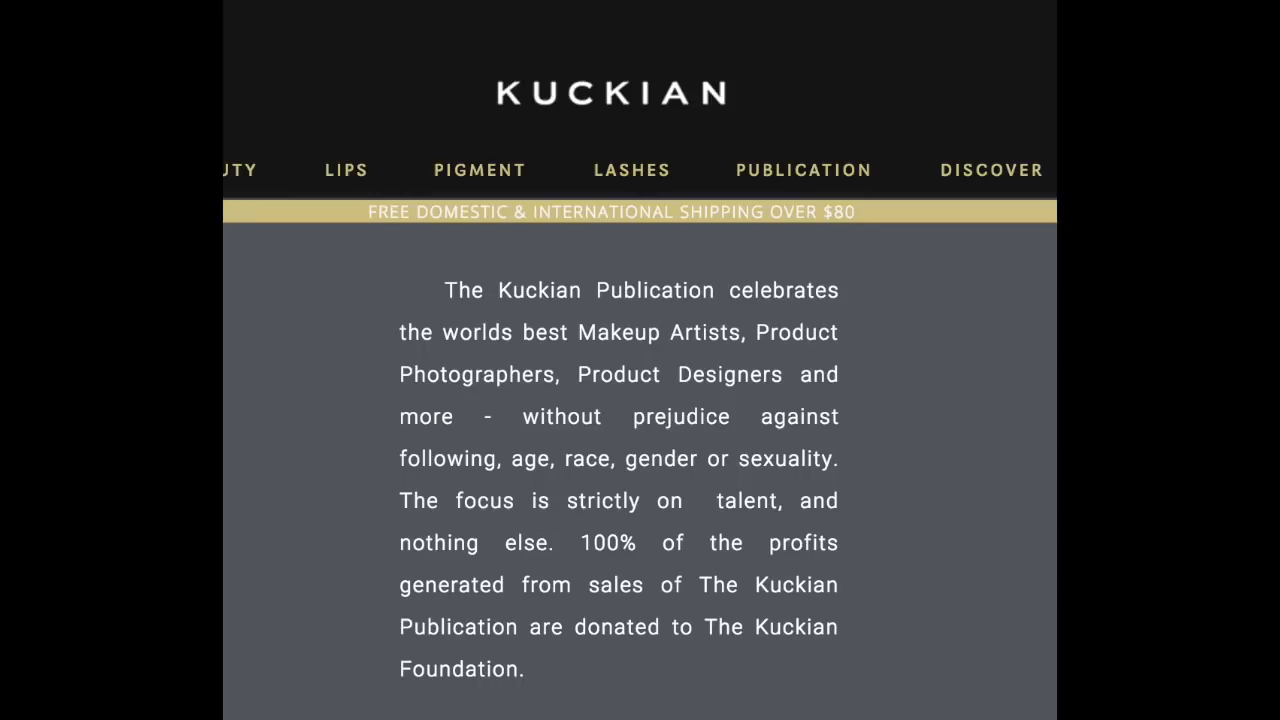 KUCKIAN
UTY LIPS PIGMENT LASHES PUBLICATION DISCOVER
FREE DOMESTIC & INTERNATIONAL SHIPPING OVER $80
The Kuckian Publication celebrates
the worlds best Makeup Artists, Product
Photographers, Product Designers and
more - without prejudice against
following, age, race, gender or sexuality.
The focus is strictly on talent, and
nothing else. 100% of the profits
generated from sales of The Kuckian
Publication are donated to The Kuckian
Foundation.